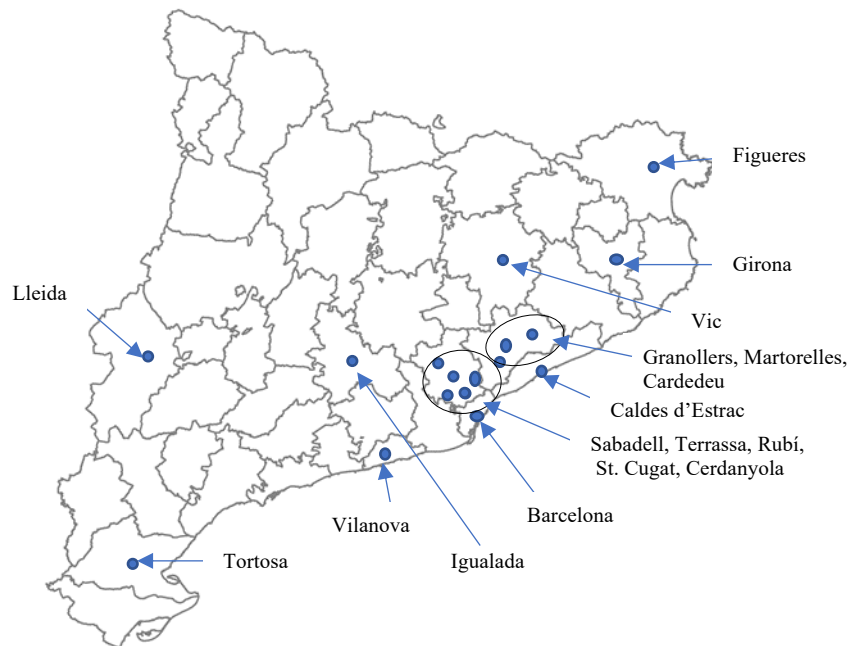 Figueres
Girona
Lleida
Vic
Granollers, Martorelles,
Cardedeu
Caldes d’Estrac
Sabadell, Terrassa, Rubí,
St. Cugat, Cerdanyola
Barcelona
Vilanova
Igualada
Tortosa